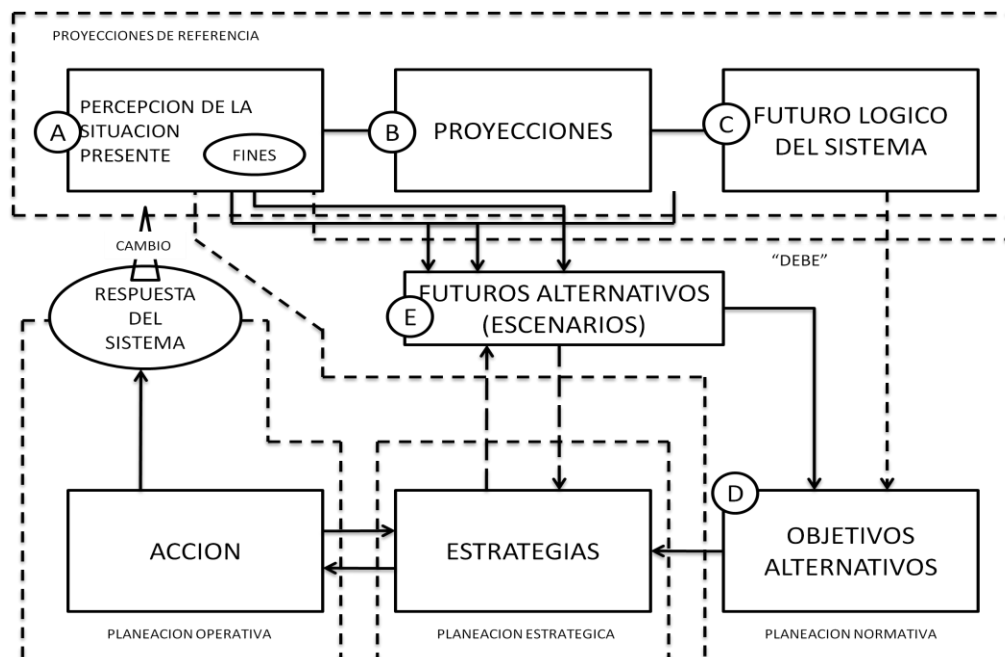 PROYECCIONES DE REFERENCIA
A
PERCEPCION DE LA
SITUACION
PRESENTE
FINES
B
PROYECCIONES
C
FUTURO LOGICO
DEL SISTEMA
CAMBIO
"DEBE"
RESPUESTA
DEL
SISTEMA
E
FUTUROS ALTERNATIVOS
(ESCENARIOS)
ACCION
ESTRATEGIAS
D
OBJETIVOS
ALTERNATIVOS
PLANEACION OPERATIVA
PLANEACION ESTRATEGICA
PLANEACION NORMATIVA